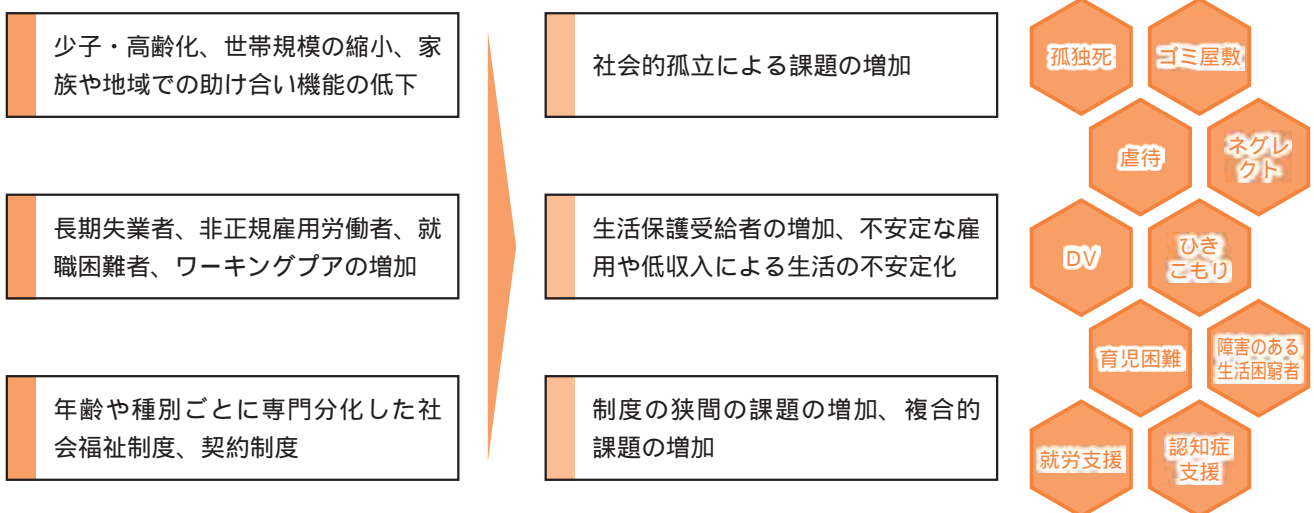 少子・高齢化、世帯規模の縮小、家
族や地域での助け合い機能の低下
社会的孤立による課題の増加
長期失業者、非正規雇用労働者、就
職困難者、ワーキングプアの増加
生活保護受給者の増加、不安定な雇
用や低収入による生活の不安定化
年齢や種別ごとに専門分化した社
会福祉制度、契約制度
制度の狭間の課題の増加、複合的
課題の増加
孤独死
ゴミ屋敷
虐待
ネグレ
クト
DV
ひき
こもり
育児困難
障害のある
生活困窮者
就労支援
認知症
支援